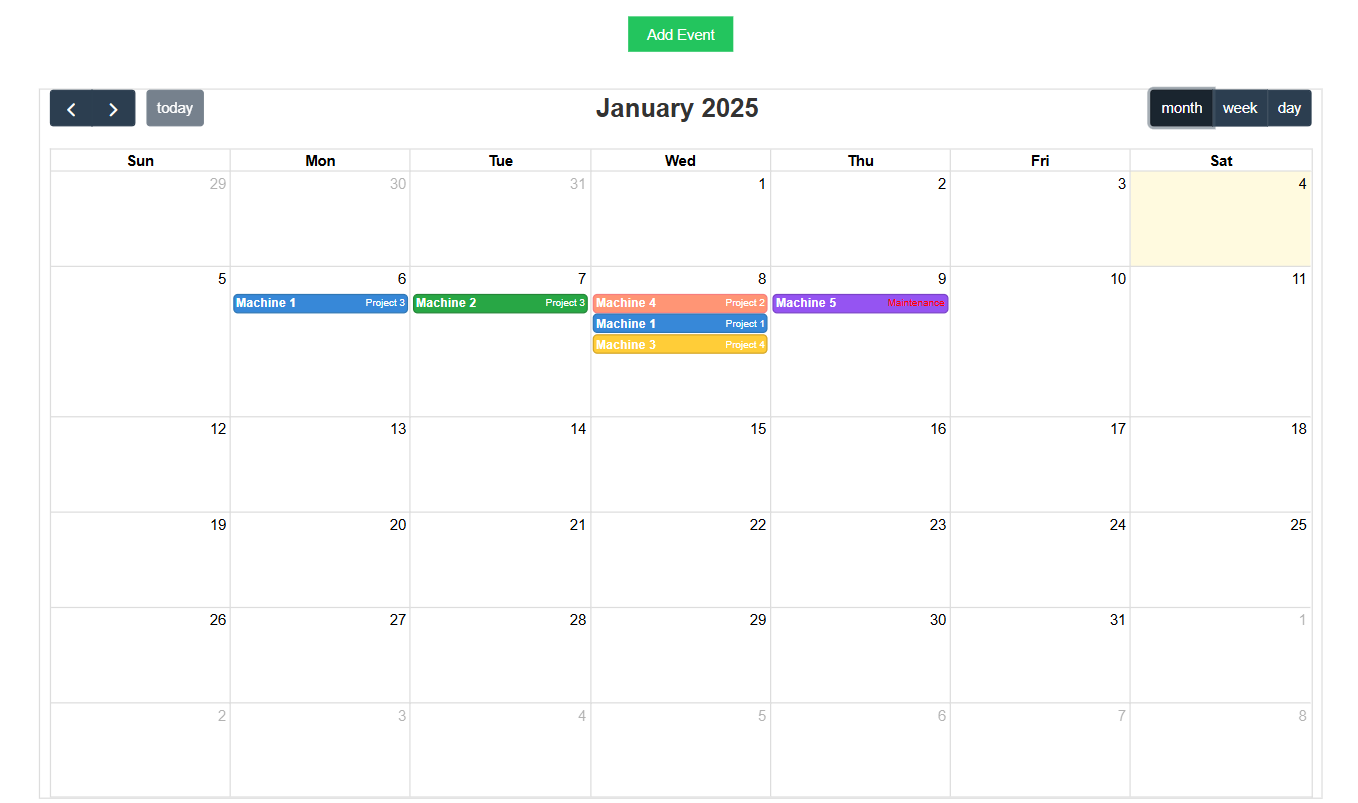 Add Event
today January 2025 month week day
Sun Mon Tue Wed Thu Fri Sat
29 30 31 1 2 3 4
5 6 7 8 9 10 11
Machine 1 Project 3 Machine 2 Project 3 Machine 4 Project 2 Machine 5 Maintenance
Machine 1 Project 1
Machine 3 Project 4
12 13 14 15 16 17 18
19 20 21 22 23 24 25
26 27 28 29 30 31 1
2 3 4 5 6 7 8